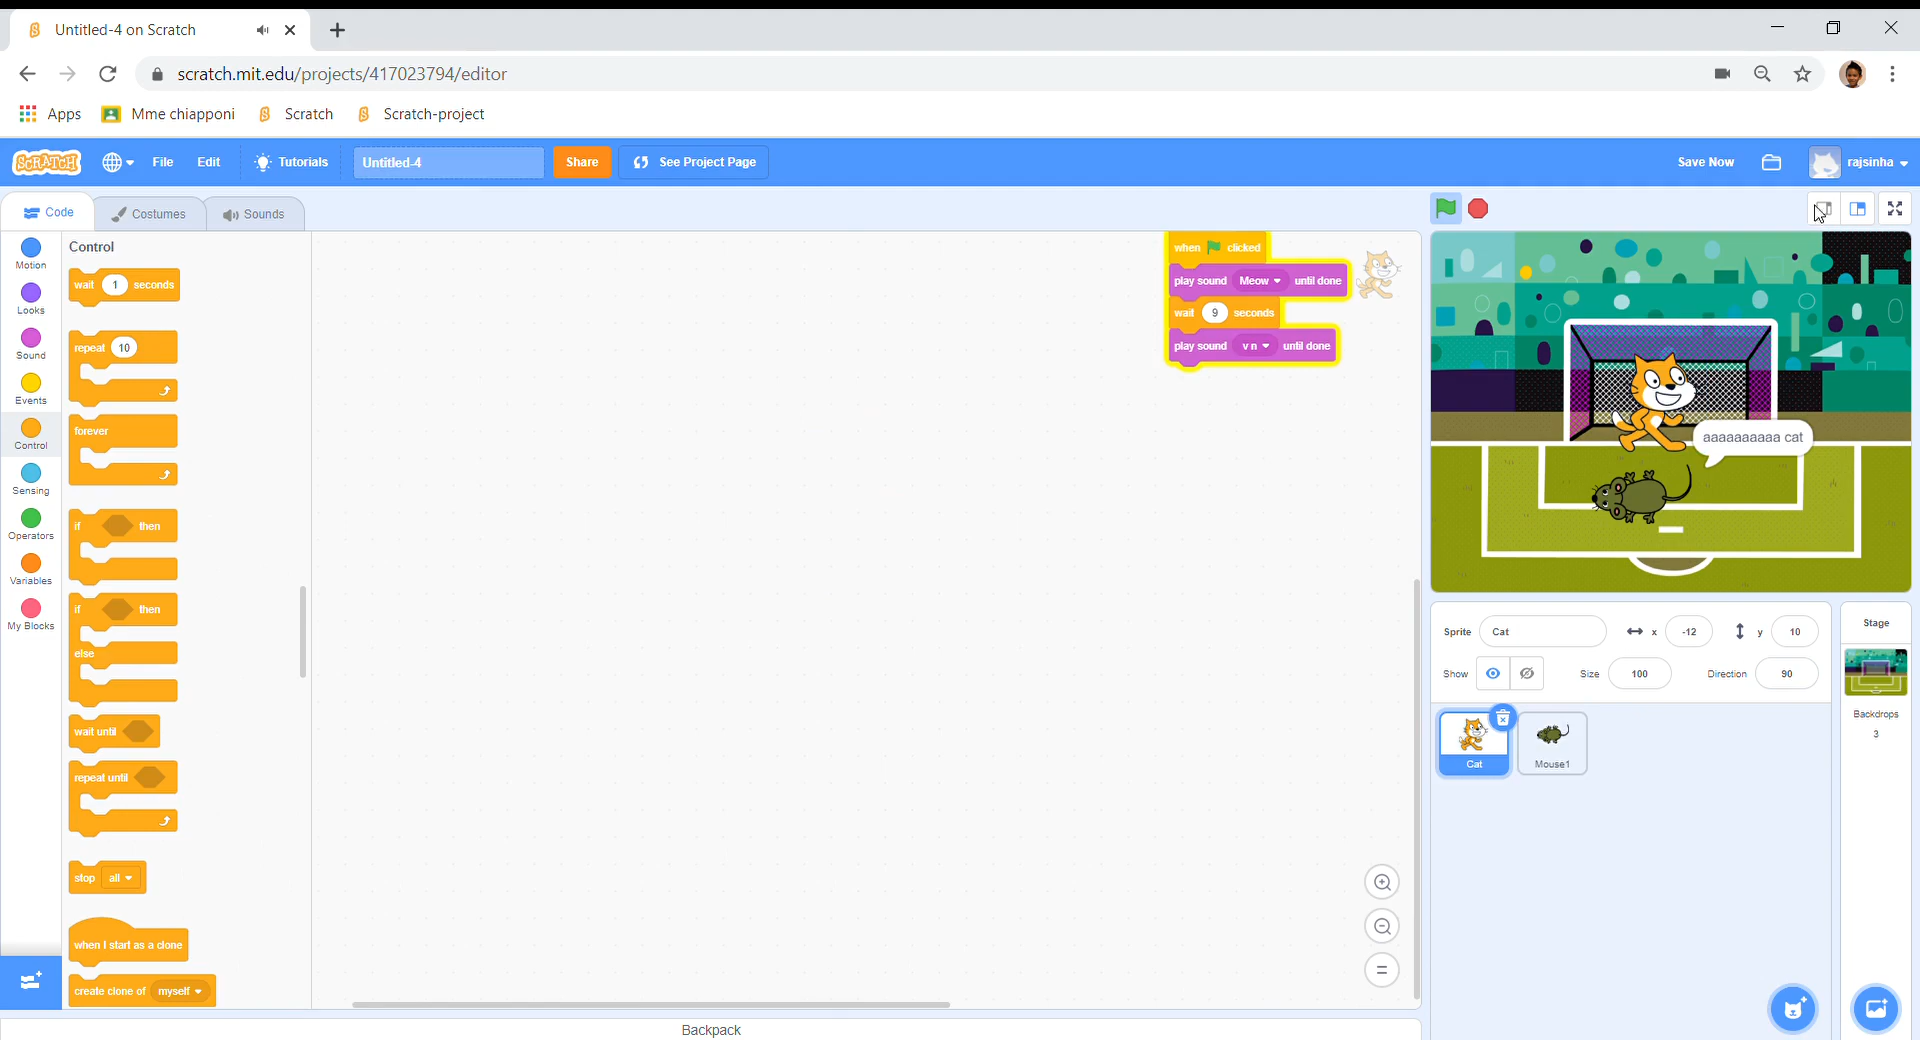 Untitled-4 on Scratch
scratch.mit.edu/projects/417023794/editor
Apps Mme chiapponi Scratch Scratch-project
SCRATCH File Edit Tutorials Untitled-4 Share See Project Page Save Now rajsinha
Code Costumes Sounds
Motion
Looks
Sound
Events
Control
Sensing
Operators
Variables
My Blocks
Control
wait 1 seconds
repeat 10
forever
if then
if then
else
wait until
repeat until
stop all
when I start as a clone
create clone of myself
when clicked
play sound Meow until done
wait 9 seconds
play sound v n until done
aaaaaaaaaa cat
Sprite Cat x -12 y 10
Show Size 100 Direction 90
Cat Mouse1
Stage
Backdrops
3
Backpack